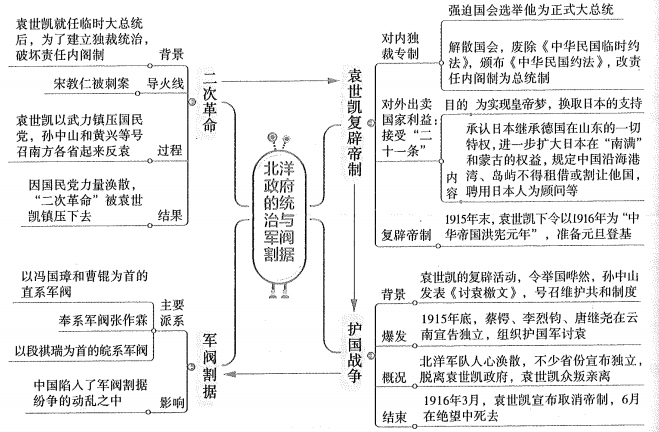 北洋政府的统治与军阀割据
二次革命
背景
袁世凯就任临时大总统
后，为了建立独裁统治，
破坏责任内阁制
导火线
宋教仁被刺案
过程
袁世凯以武力镇压国民
党，孙中山和黄兴等号
召南方各省起来反袁
结果
因国民党力量涣散，
“二次革命”被袁世
凯镇压下去
袁世凯复辟帝制
对内独
裁专制
强迫国会选举他为正式大总统
解散国会，废除《中华民国临时约
法》，颁布《中华民国约法》，改责
任内阁制为总统制
对外出卖
国家利益：
接受“二
十一条”
目的 为实现皇帝梦，换取日本的支持
内容
承认日本继承德国在山东的一切
特权，进一步扩大日本在“南满”
和蒙古的权益，规定中国沿海港
湾、岛屿不得租借或割让他国，
聘用日本人为顾问等
复辟帝制
1915年末，袁世凯下令以1916年为“中
华帝国洪宪元年”，准备元旦登基
护国战争
背景
袁世凯的复辟活动，令举国哗然，孙中山
发表《讨袁檄文》，号召维护共和制度
爆发
1915年底，蔡锷、李烈钧、唐继尧在云
南宣告独立，组织护国军讨袁
概况
北洋军队人心涣散，不少省份宣布独立，
脱离袁世凯政府，袁世凯众叛亲离
结束
1916年3月，袁世凯宣布取消帝制，6月
在绝望中死去
军阀割据
主要
派系
以冯国璋和曹锟为首的
直系军阀
奉系军阀张作霖
以段祺瑞为首的皖系军阀
影响
中国陷入了军阀割据
纷争的动乱之中